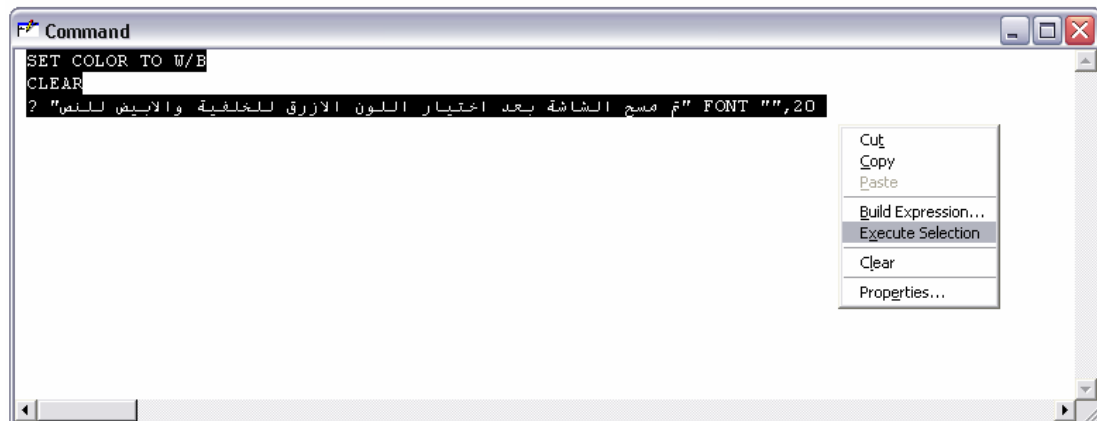 Command
SET COLOR TO W/B
CLEAR
? "تم مسح الشاشة بعد اختيار اللون الازرق للخلفية والابيض للنص" FONT "",20
Cut
Copy
Paste
Build Expression...
Execute Selection
Clear
Properties...